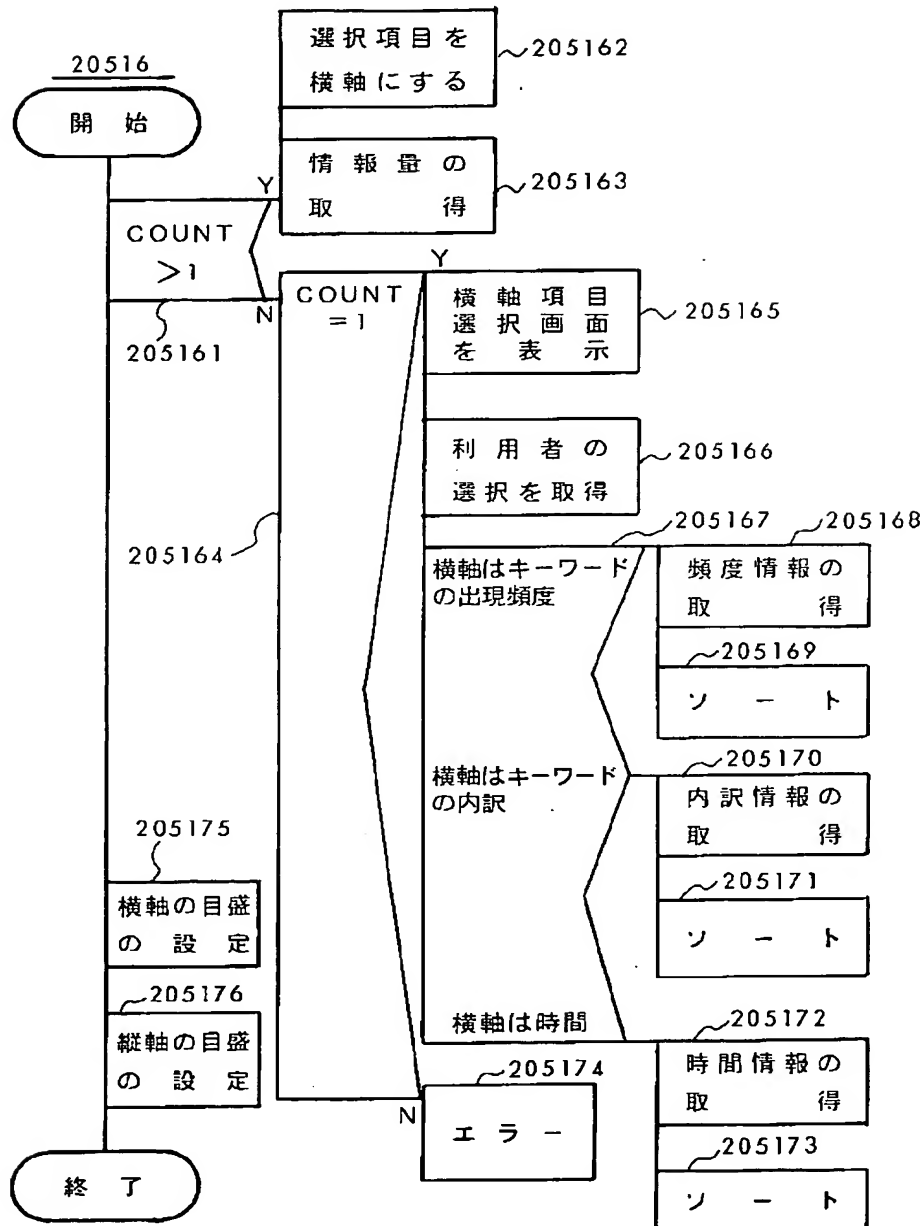 20516
開始
選択項目を
横軸にする
205162
情報量の
取得
205163
Y
COUNT
>1
N
205161
COUNT
=1
205164
Y
横軸項目
選択画面
を表示
205165
利用者の
選択を取得
205166
205167
横軸はキーワード
の出現頻度
205168
頻度情報の
取得
205169
ソート
横軸はキーワード
の内訳
205170
内訳情報の
取得
205171
ソート
横軸は時間
205172
時間情報の
取得
205173
ソート
N
205174
エラー
205175
横軸の目盛
の設定
205176
縦軸の目盛
の設定
終了